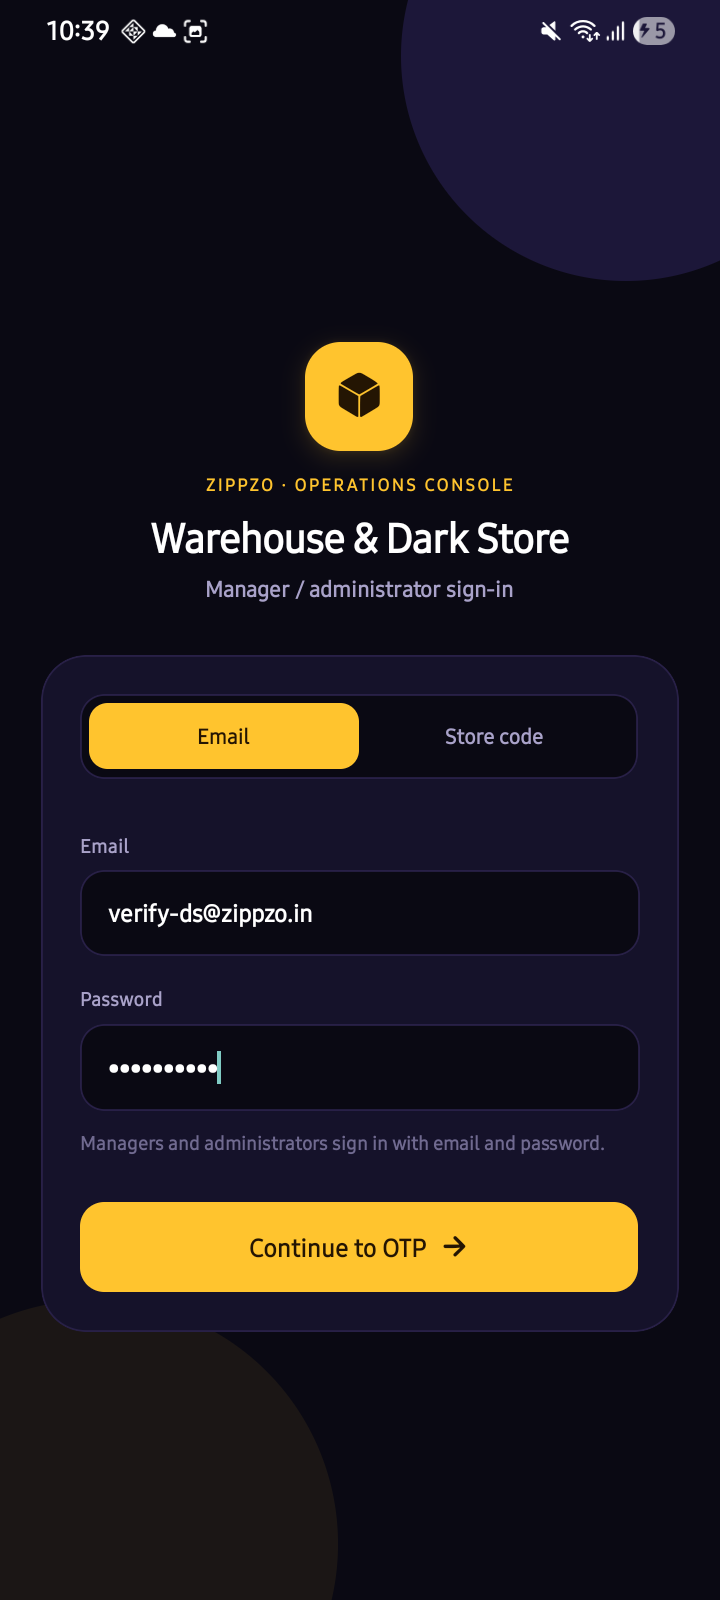 10:39
5
ZIPPZO · OPERATIONS CONSOLE
Warehouse & Dark Store
Manager / administrator sign-in
Email
Store code
Email
verify-ds@zippzo.in
Password
••••••••••
Managers and administrators sign in with email and password.
Continue to OTP →